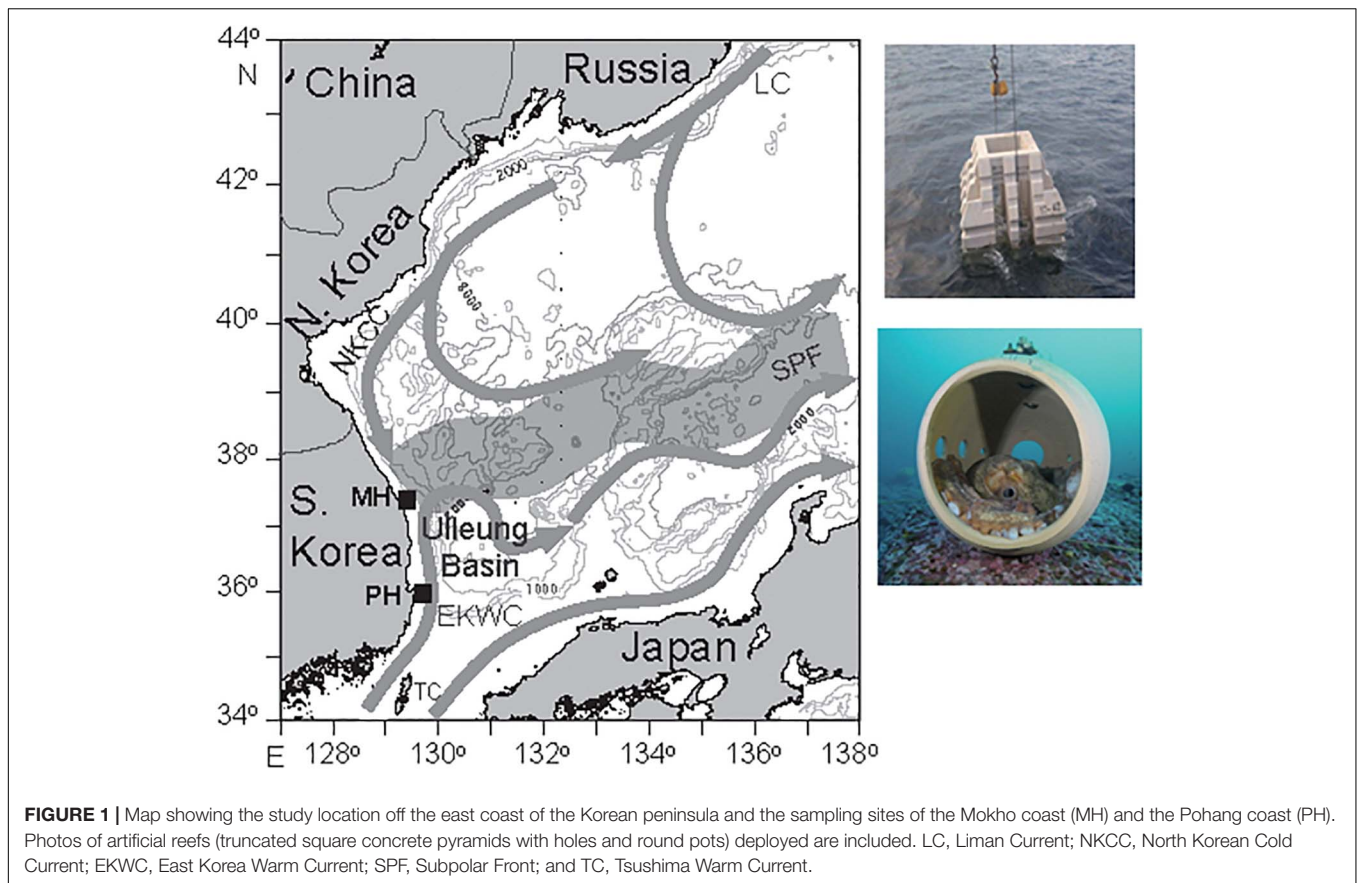 44º
N
China
Russia
LC
42º
2000
N. Korea
3000
40º
NKCC
SPF
2000
38º
S.
Korea
MH
Ulleung
Basin
36º
PH
1000
EKWC
Japan
TC
34º
E 128º 130º 132º 134º 136º 138º
FIGURE 1 | Map showing the study location off the east coast of the Korean peninsula and the sampling sites of the Mokho coast (MH) and the Pohang coast (PH).
Photos of artificial reefs (truncated square concrete pyramids with holes and round pots) deployed are included. LC, Liman Current; NKCC, North Korean Cold
Current; EKWC, East Korea Warm Current; SPF, Subpolar Front; and TC, Tsushima Warm Current.